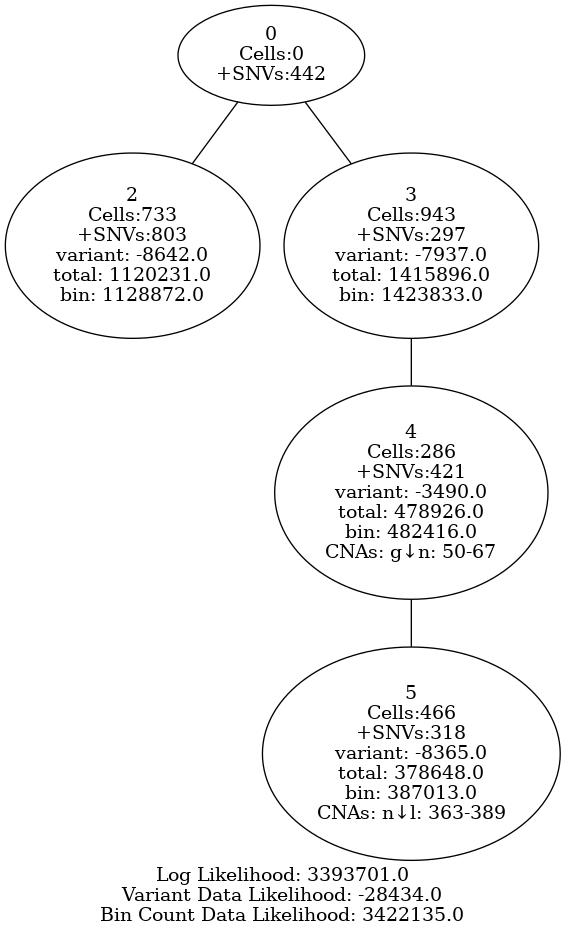 0
Cells:0
+SNVs:442
2
Cells:733
+SNVs:803
variant: -8642.0
total: 1120231.0
bin: 1128872.0
3
Cells:943
+SNVs:297
variant: -7937.0
total: 1415896.0
bin: 1423833.0
4
Cells:286
+SNVs:421
variant: -3490.0
total: 478926.0
bin: 482416.0
CNAs: g↓n: 50-67
5
Cells:466
+SNVs:318
variant: -8365.0
total: 378648.0
bin: 387013.0
CNAs: n↓l: 363-389
Log Likelihood: 3393701.0
Variant Data Likelihood: -28434.0
Bin Count Data Likelihood: 3422135.0